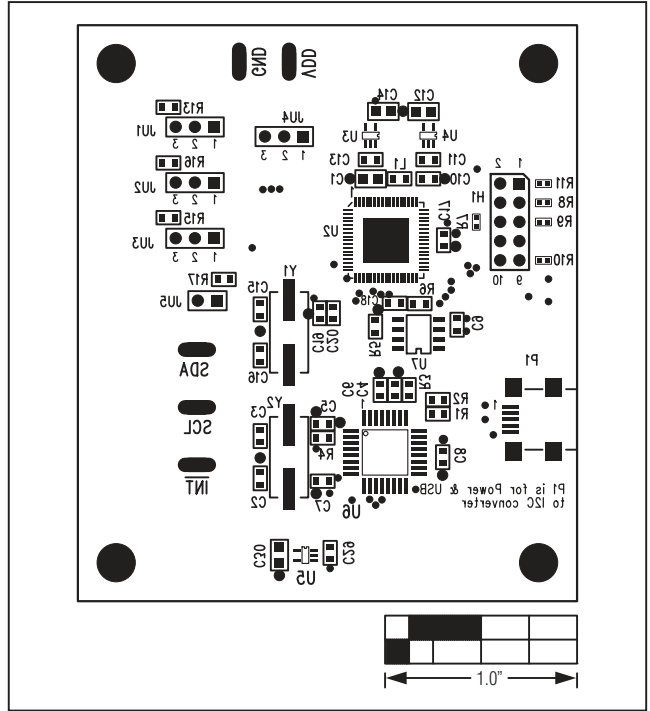 GND
VDD
R13
JU1
3 2 1
R16
JU2
3 2 1
R15
JU3
3 2 1
R17
JU5
JU4
3 2 1
C14
C12
U3
U4
C13
L1
C11
C1
C10
1
U2
C17
R7
H1
2 1
10 9
R11
R8
R9
R10
C15
Y1
C16
C19
C20
C18
R6
R5
U7
C9
P1
1
SDA
SCL
INT
C3
Y2
C2
C5
R4
C7
C6
C4
R3
1
R2
R1
C8
U6
P1 is for Power & USB
to I2C converter
C30
U5
C29
1.0"